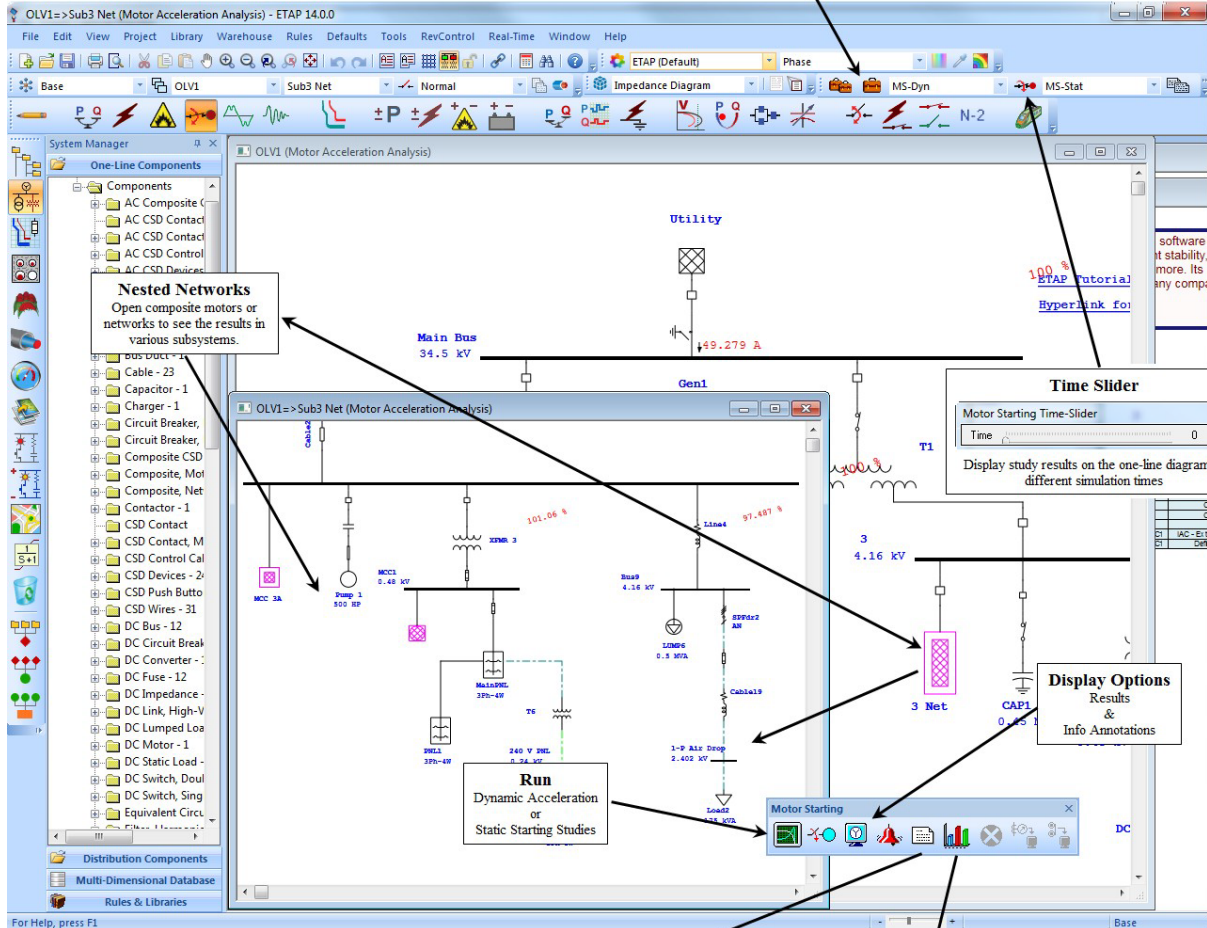 OLV1=>Sub3 Net (Motor Acceleration Analysis) - ETAP 14.0.0
File Edit View Project Library Warehouse Rules Defaults Tools RevControl Real-Time Window Help
ETAP (Default) Phase
Base OLV1 Sub3 Net Normal Impedance Diagram MS-Dyn MS-Stat
N-2
System Manager
One-Line Components
Components
AC Composite
AC CSD Contact
AC CSD Contact
AC CSD Control
AC CSD Devices
Bus Duct - 1
Cable - 23
Capacitor - 1
Charger - 1
Circuit Breaker,
Circuit Breaker,
Composite CSD
Composite, Mot
Composite, Net
Contactor - 1
CSD Contact
CSD Contact, M
CSD Control Cal
CSD Devices - 24
CSD Push Butto
CSD Wires - 31
DC Bus - 12
DC Circuit Break
DC Converter -
DC Fuse - 12
DC Impedance -
DC Link, High-V
DC Lumped Loa
DC Motor - 1
DC Static Load -
DC Switch, Doul
DC Switch, Sing
Equivalent Circu
Filter, Harmonic
Distribution Components
Multi-Dimensional Database
Rules & Libraries
For Help, press F1
Base
Nested Networks
Open composite motors or
networks to see the results in
various subsystems.
OLV1 (Motor Acceleration Analysis)
Utility
100 %
ETAP Tutorial
Hyperlink for
Main Bus
34.5 kV
49.279 A
Gen1
T1
100 %
3
4.16 kV
3 Net
CAP1
DC
software
nt stability,
more. Its
any compa
Time Slider
Motor Starting Time-Slider
Time 0
Display study results on the one-line diagram
different simulation times
OLV1=>Sub3 Net (Motor Acceleration Analysis)
Cable2
101.06 %
97.487 %
Line4
XFMR 3
MCC1
0.48 kV
Bus9
4.16 kV
MCC 3A
Pump 1
500 HP
LUMP6
0.5 MVA
SPFdr2
AN
MainPNL
3Ph-4W
Cable19
T6
PNL1
3Ph-4W
240 V PNL
0.24 kV
1-P Air Drop
2.402 kV
Load2
Run
Dynamic Acceleration
or
Static Starting Studies
Display Options
Results
&
Info Annotations
Motor Starting